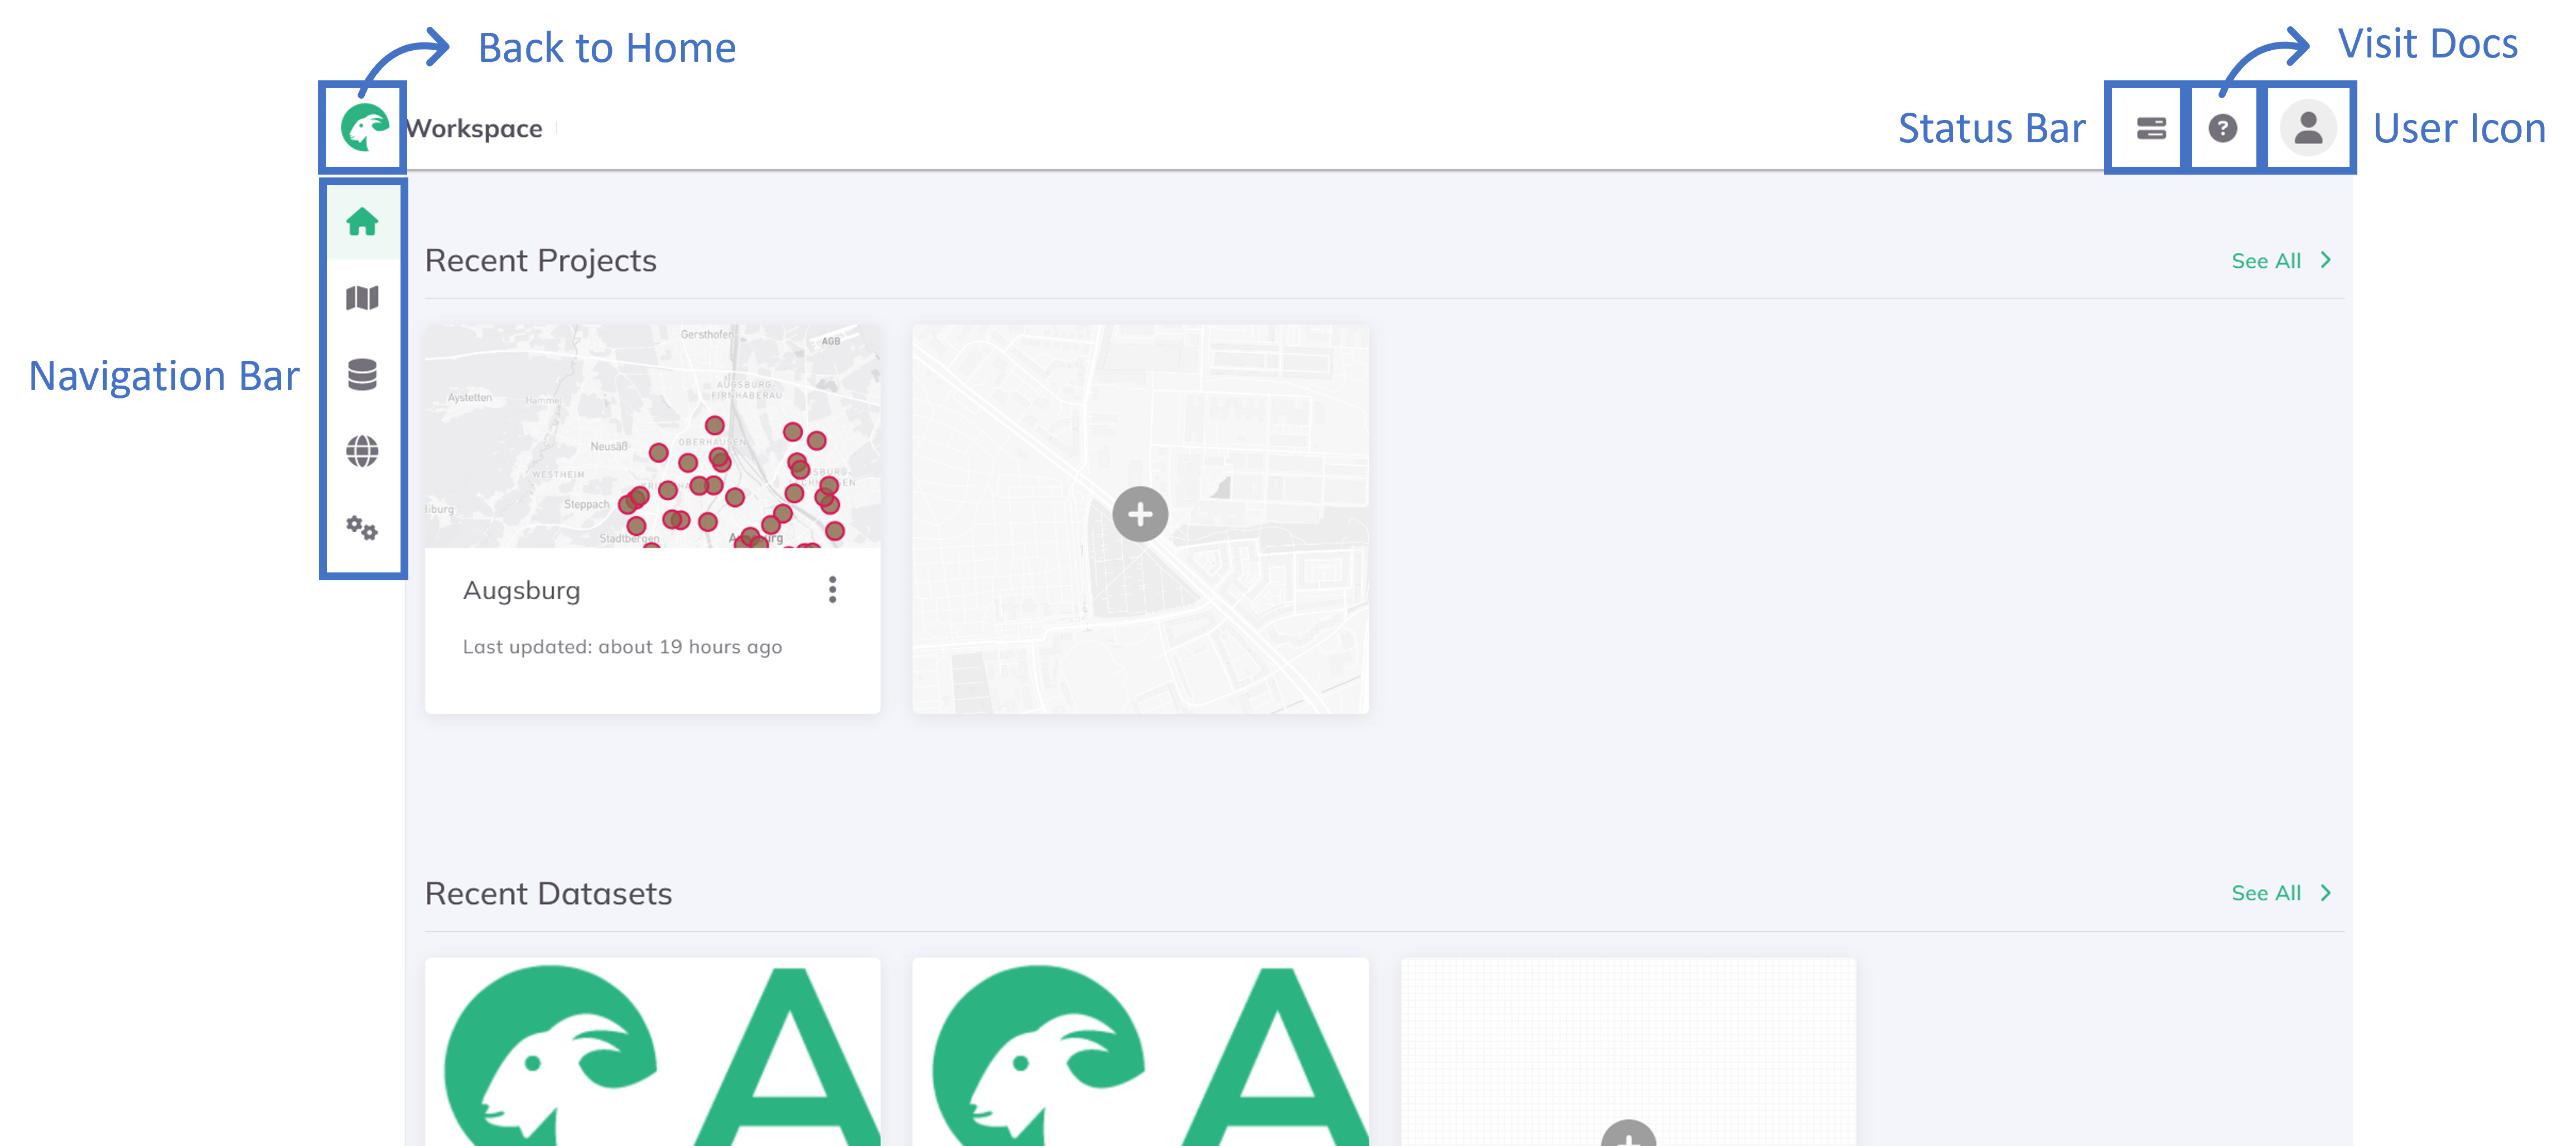 Back to Home
Visit Docs
Workspace
Status Bar
?
User Icon
Navigation Bar
Recent Projects
See All
Gersthofen
AGB
AUGSBURG-
FIRNHABERAU
Aystetten
Hammel
Neusäß
OBERHAUSEN
WESTHEIM
Steppach
Stadtbergen
Augsburg
Last updated: about 19 hours ago
Recent Datasets
See All
A
A